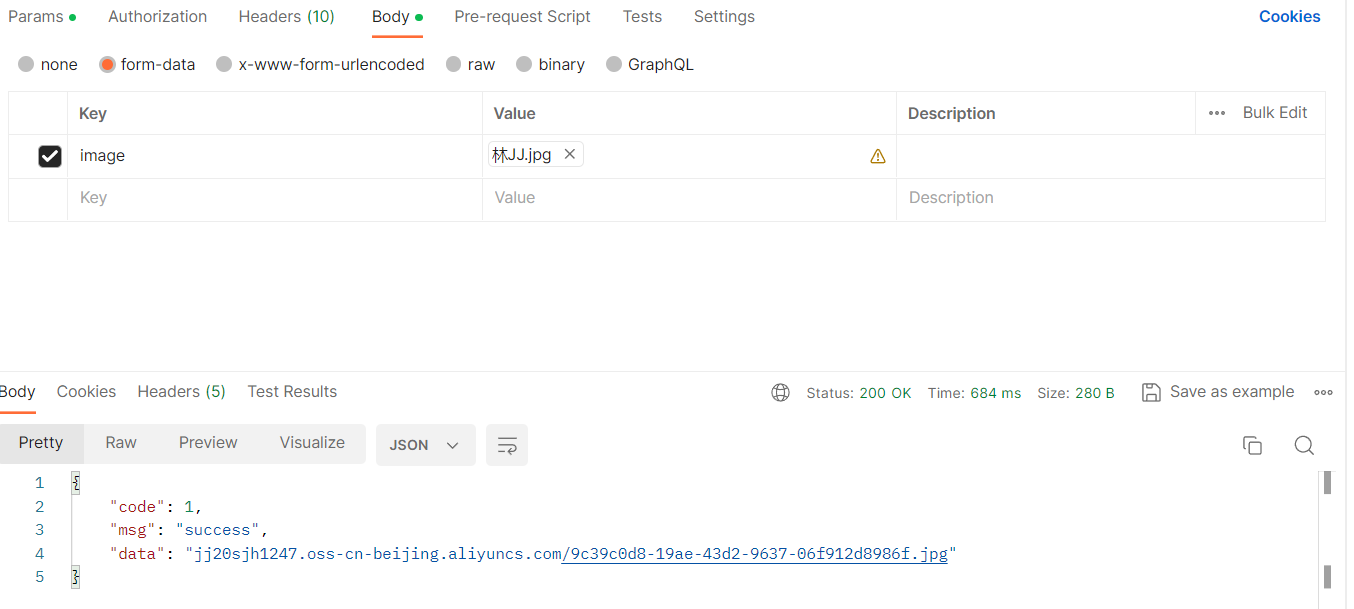 Params Authorization Headers (10) Body Pre-request Script Tests Settings Cookies
none form-data x-www-form-urlencoded raw binary GraphQL
Key Value Description ••• Bulk Edit
image 林JJ.jpg
Key Value Description
Body Cookies Headers (5) Test Results Status: 200 OK Time: 684 ms Size: 280 B Save as example
Pretty Raw Preview Visualize JSON
1 {
2 "code": 1,
3 "msg": "success",
4 "data": "jj20sjh1247.oss-cn-beijing.aliyuncs.com/9c39c0d8-19ae-43d2-9637-06f912d8986f.jpg"
5 }